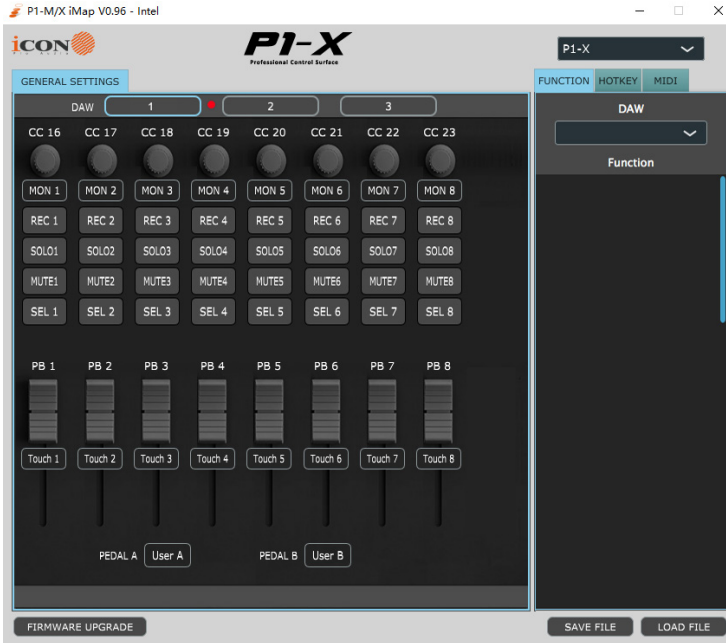 P1-M/X iMap V0.96 - Intel
icon
P1-X
Professional Control Surface
P1-X
GENERAL SETTINGS
FUNCTION HOTKEY MIDI
DAW 1 2 3
DAW
CC 16 CC 17 CC 18 CC 19 CC 20 CC 21 CC 22 CC 23
Function
MON 1 MON 2 MON 3 MON 4 MON 5 MON 6 MON 7 MON 8
REC 1 REC 2 REC 3 REC 4 REC 5 REC 6 REC 7 REC 8
SOLO1 SOLO2 SOLO3 SOLO4 SOLO5 SOLO6 SOLO7 SOLO8
MUTE1 MUTE2 MUTE3 MUTE4 MUTE5 MUTE6 MUTE7 MUTE8
SEL 1 SEL 2 SEL 3 SEL 4 SEL 5 SEL 6 SEL 7 SEL 8
PB 1 PB 2 PB 3 PB 4 PB 5 PB 6 PB 7 PB 8
Touch 1 Touch 2 Touch 3 Touch 4 Touch 5 Touch 6 Touch 7 Touch 8
PEDAL A User A PEDAL B User B
FIRMWARE UPGRADE SAVE FILE LOAD FILE